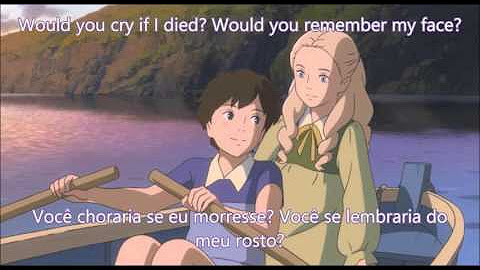 Would you cry if I died? Would you remember my face?
Você choraria se eu morresse? Você se lembraria do
meu rosto?